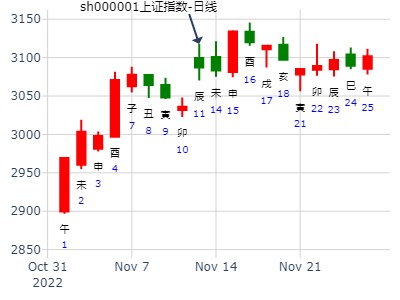 sh000001上证指数-日线
3150
3100
3050
3000
2950
2900
2850
午
1
未
2
申
3
酉
4
子
7
丑
8
寅
9
卯
10
辰
11
未
14
申
15
酉
16
戌
17
亥
18
寅
21
卯
22
辰
23
巳
24
午
25
Oct 31
2022
Nov 7
Nov 14
Nov 21